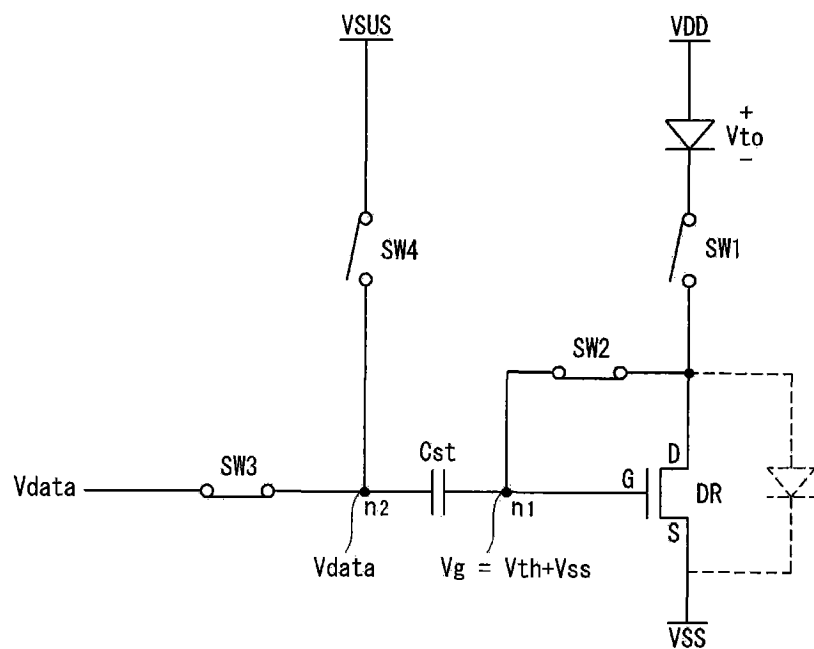 VSUS
VDD
+
Vto
−
SW4
SW1
SW2
Cst
SW3
D
Vdata
G
DR
n2
n1
S
Vdata
Vg = Vth+Vss
VSS